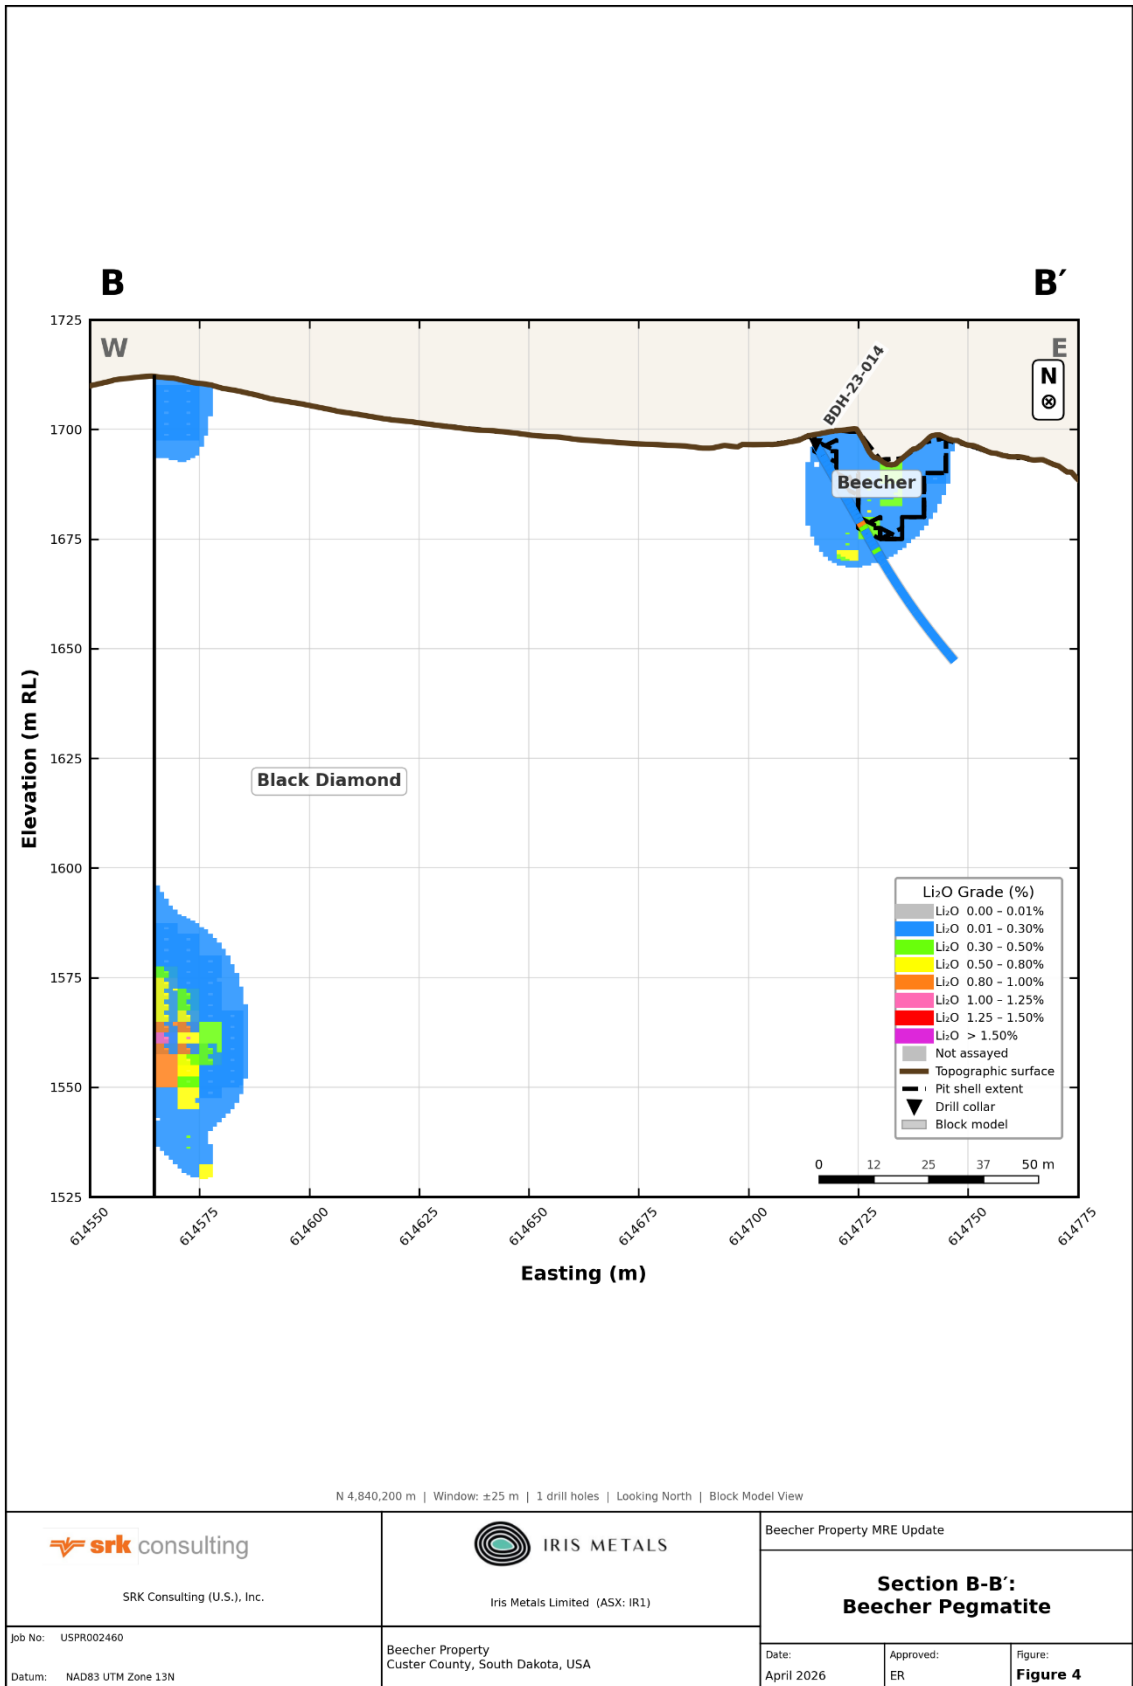 B
B′
W
E
N
BDH-23-014
Beecher
Black Diamond
1725
1700
1675
1650
1625
1600
1575
1550
1525
Elevation (m RL)
614550
614575
614600
614625
614650
614675
614700
614725
614750
614775
Easting (m)
Li₂O Grade (%)
Li₂O 0.00 – 0.01%
Li₂O 0.01 – 0.30%
Li₂O 0.30 – 0.50%
Li₂O 0.50 – 0.80%
Li₂O 0.80 – 1.00%
Li₂O 1.00 – 1.25%
Li₂O 1.25 – 1.50%
Li₂O > 1.50%
Not assayed
Topographic surface
Pit shell extent
Drill collar
Block model
0 12 25 37 50 m
N 4,840,200 m | Window: ±25 m | 1 drill holes | Looking North | Block Model View
srk consulting
SRK Consulting (U.S.), Inc.
Job No: USPR002460
Datum: NAD83 UTM Zone 13N
IRIS METALS
Iris Metals Limited (ASX: IR1)
Beecher Property
Custer County, South Dakota, USA
Beecher Property MRE Update
Section B-B′:
Beecher Pegmatite
Date:
April 2026
Approved:
ER
Figure:
Figure 4